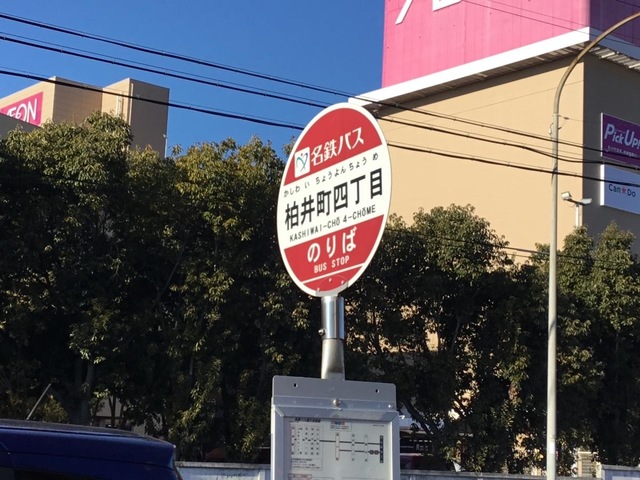 ÆON
名鉄バス
かしわ い ちょうよんちょう め
柏井町四丁目
KASHIWAI-CHŌ 4-CHŌME
のりば
BUS STOP
PickUp
Can★Do